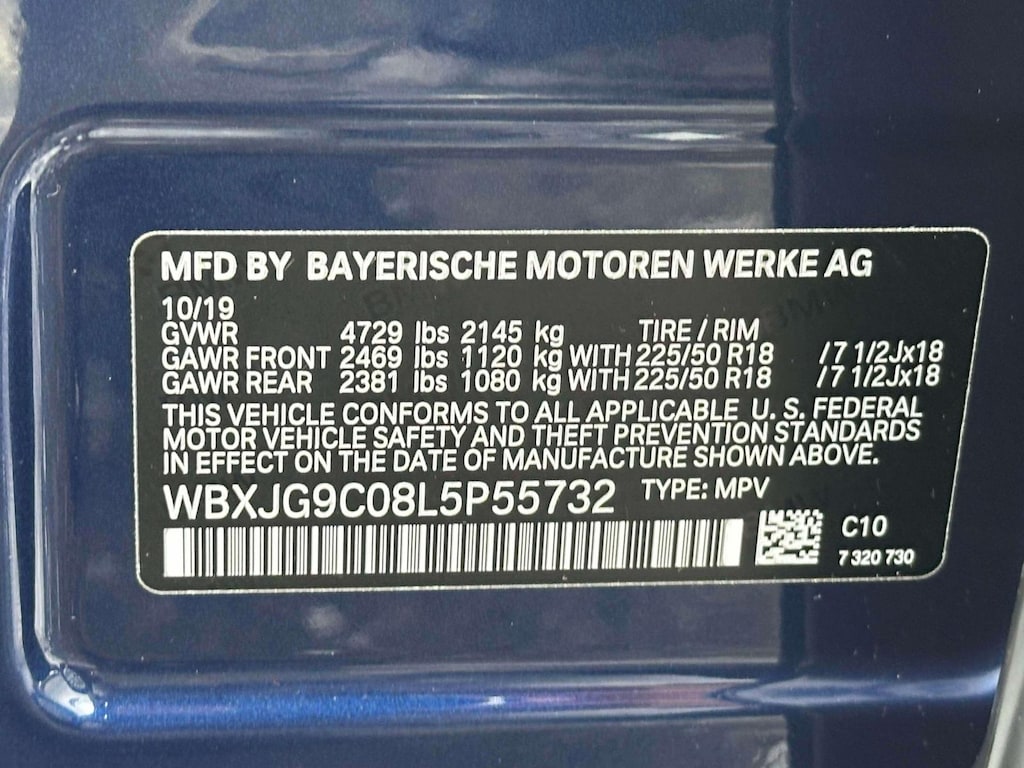 MFD BY BAYERISCHE MOTOREN WERKE AG
10/19
GVWR 4729 lbs 2145 kg TIRE / RIM
GAWR FRONT 2469 lbs 1120 kg WITH 225/50 R18 /7 1/2Jx18
GAWR REAR 2381 lbs 1080 kg WITH 225/50 R18 /7 1/2Jx18
THIS VEHICLE CONFORMS TO ALL APPLICABLE U. S. FEDERAL
MOTOR VEHICLE SAFETY AND THEFT PREVENTION STANDARDS
IN EFFECT ON THE DATE OF MANUFACTURE SHOWN ABOVE.
WBXJG9C08L5P55732 TYPE: MPV
C10
7 320 730